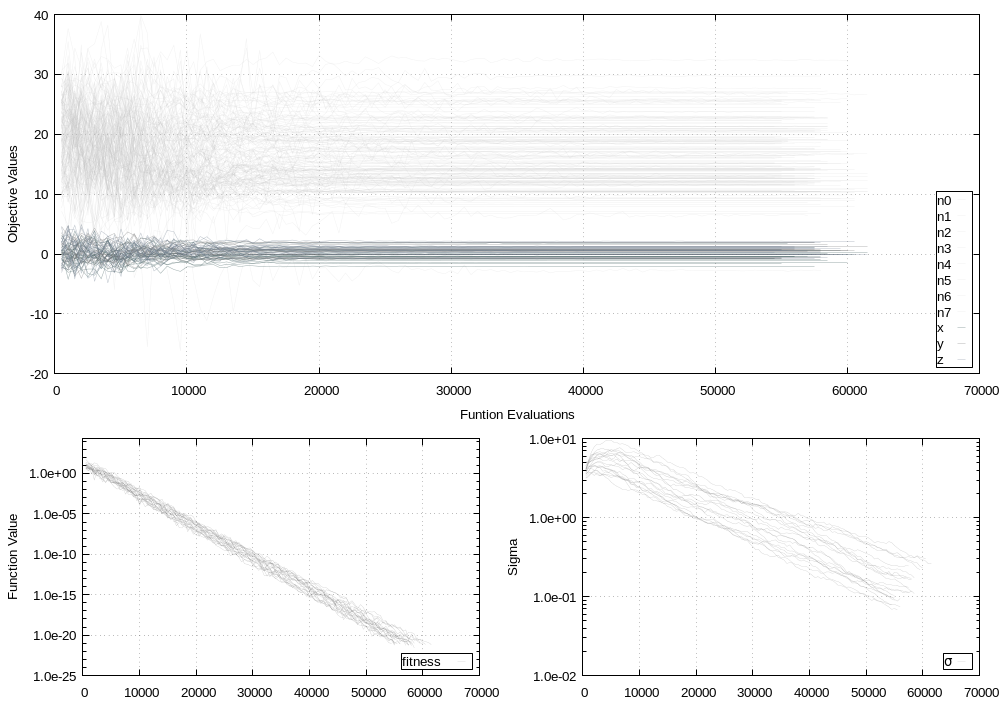 40
30
20
10
0
-10
-20
Objective Values
n0
n1
n2
n3
n4
n5
n6
n7
x
y
z
0 10000 20000 30000 40000 50000 60000 70000
Funtion Evaluations
1.0e+00
1.0e-05
1.0e-10
1.0e-15
1.0e-20
1.0e-25
Function Value
fitness
0 10000 20000 30000 40000 50000 60000 70000
1.0e+01
1.0e+00
1.0e-01
1.0e-02
Sigma
σ
0 10000 20000 30000 40000 50000 60000 70000